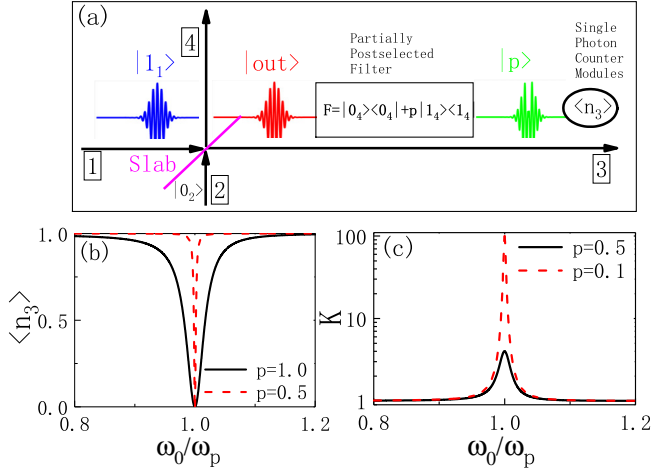 (a)
4
|1₁>
|out>
Partially
Postselected
Filter
|p>
Single
Photon
Counter
Modules
F=|0₄><0₄|+p|1₄><1₄
<n₃>
1
Slab
|0₂>
2
3
(b)
1.0
0.5
0.0
<n₃>
p=1.0
p=0.5
0.8
1.0
1.2
ω₀/ωₚ
(c)
100
10
1
K
p=0.5
p=0.1
0.8
1.0
1.2
ω₀/ωₚ